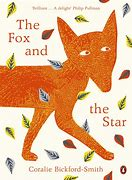 'Brilliant ... A delight' Philip Pullman
The Fox
and
the
Star
Coralie Bickford-Smith